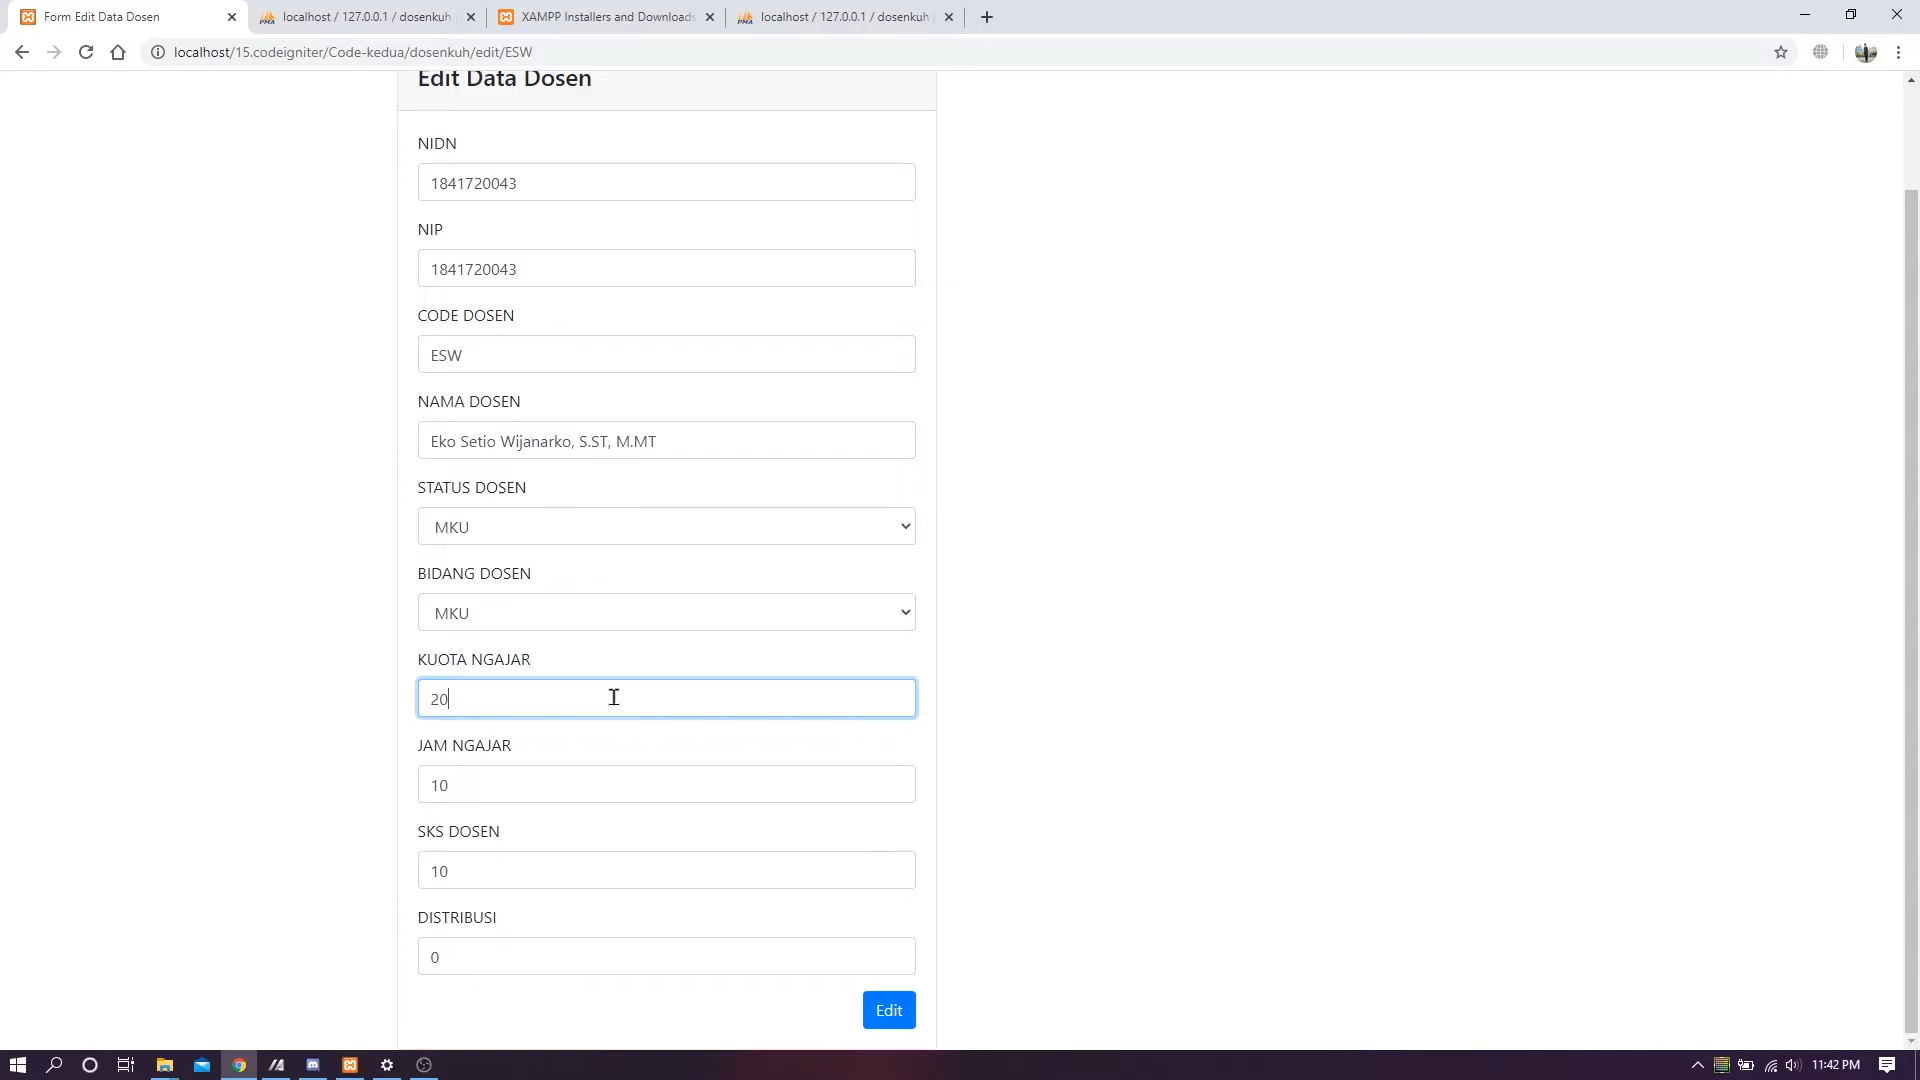 Form Edit Data Dosen
localhost / 127.0.0.1 / dosenkuh
XAMPP Installers and Downloads
localhost / 127.0.0.1 / dosenkuh
localhost/15.codeigniter/Code-kedua/dosenkuh/edit/ESW
Edit Data Dosen
NIDN
1841720043
NIP
1841720043
CODE DOSEN
ESW
NAMA DOSEN
Eko Setio Wijanarko, S.ST, M.MT
STATUS DOSEN
MKU
BIDANG DOSEN
MKU
KUOTA NGAJAR
20
JAM NGAJAR
10
SKS DOSEN
10
DISTRIBUSI
0
Edit
11:42 PM